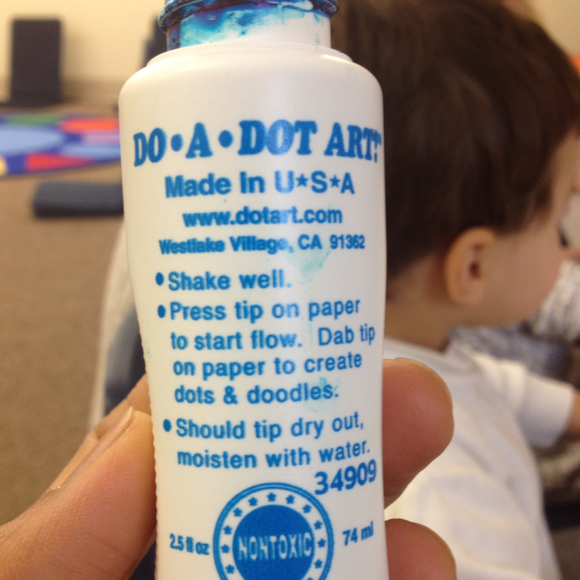 DO•A•DOT ART!
Made In U★S★A
www.dotart.com
Westlake Village, CA 91362
• Shake well.
• Press tip on paper
to start flow. Dab tip
on paper to create
dots & doodles.
• Should tip dry out,
moisten with water.
34909
2.5 fl oz NONTOXIC 74 ml